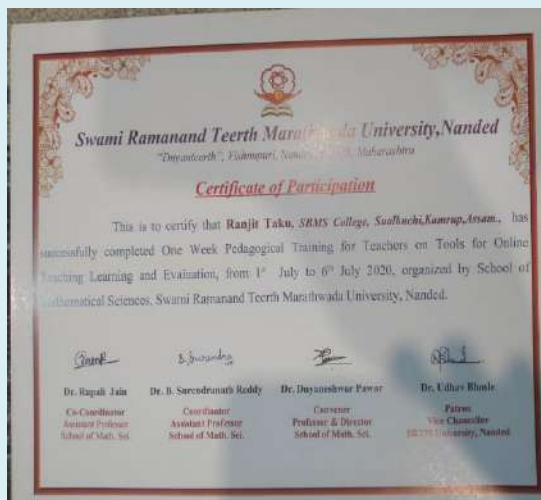 Swami Ramanand Teerth Marathwada University,Nanded
"Dnyanteerth", Vishnupuri, Maharashtra
Certificate of Participation
This is to certify that Ranjit Taku, SBMS College, Sualkuchi,Kamrup,Assam., has
successfully completed One Week Pedagogical Training for Teachers on Tools for Online
Teaching Learning and Evaluation, from 1st July to 6th July 2020, organized by School of
Mathematical Sciences, Swami Ramanand Teerth Marathwada University, Nanded.
Dr. Rupali Jain Dr. B. Surendranath Reddy Dr. Dnyaneshwar Pawar Dr. Udhav Bhosle
Co-Coordinator Coordinator Convener Patron
Assistant Professor Assistant Professor Professor & Director Vice Chancellor
School of Math. Sci. School of Math. Sci. School of Math. Sci. SRTM University, Nanded